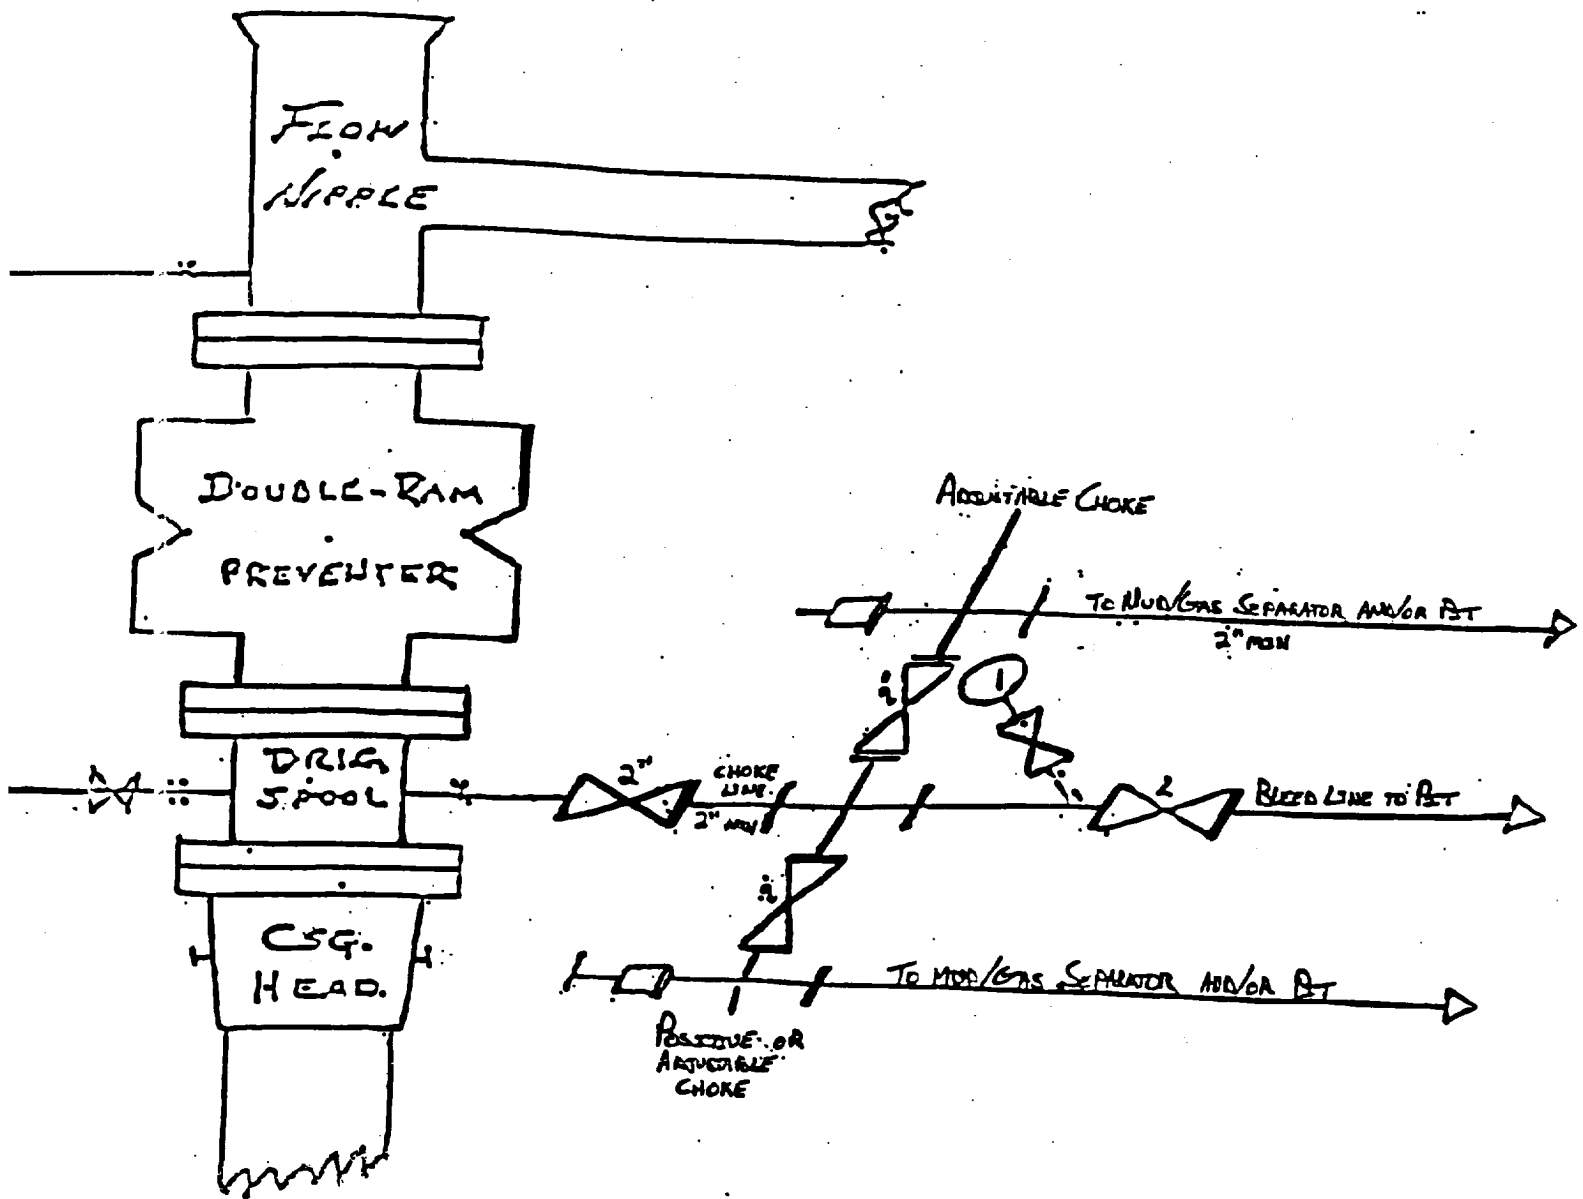 FLOW
NIPPLE
DOUBLE-RAM
PREVENTER
ADJUSTABLE CHOKE
TO MUD/GAS SEPARATOR AND/OR PIT
2" MIN
1
DRLG
SPOOL
2"
CHOKE
LINE
2" MIN
2
BLEED LINE TO PIT
CSG.
HEAD.
TO MUD/GAS SEPARATOR AND/OR PIT
POSITIVE OR
ADJUSTABLE
CHOKE